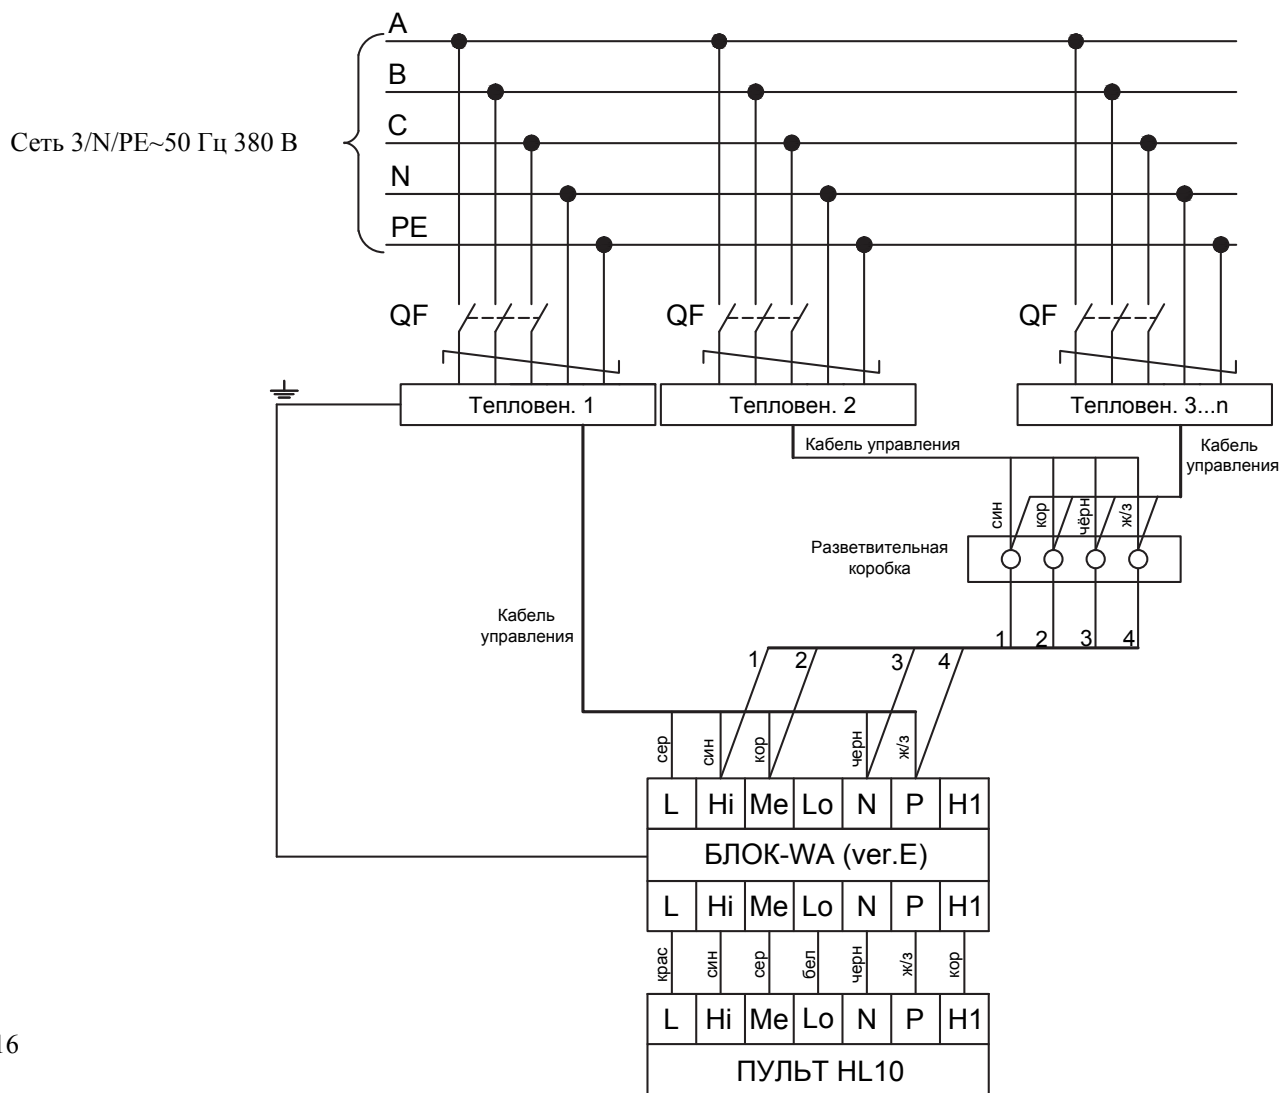 A
B
C
N
PE
Сеть 3/N/PE~50 Гц 380 В
QF
QF
QF
Тепловен. 1
Тепловен. 2
Тепловен. 3...n
Кабель управления
Кабель
управления
син
кор
чёрн
ж/з
Разветвительная
коробка
Кабель
управления
1
2
3
4
1
2
3
4
сер
син
кор
черн
ж/з
L Hi Me Lo N P H1
БЛОК-WA (ver.E)
L Hi Me Lo N P H1
крас
син
сер
бел
черн
ж/з
кор
L Hi Me Lo N P H1
ПУЛЬТ HL10
16